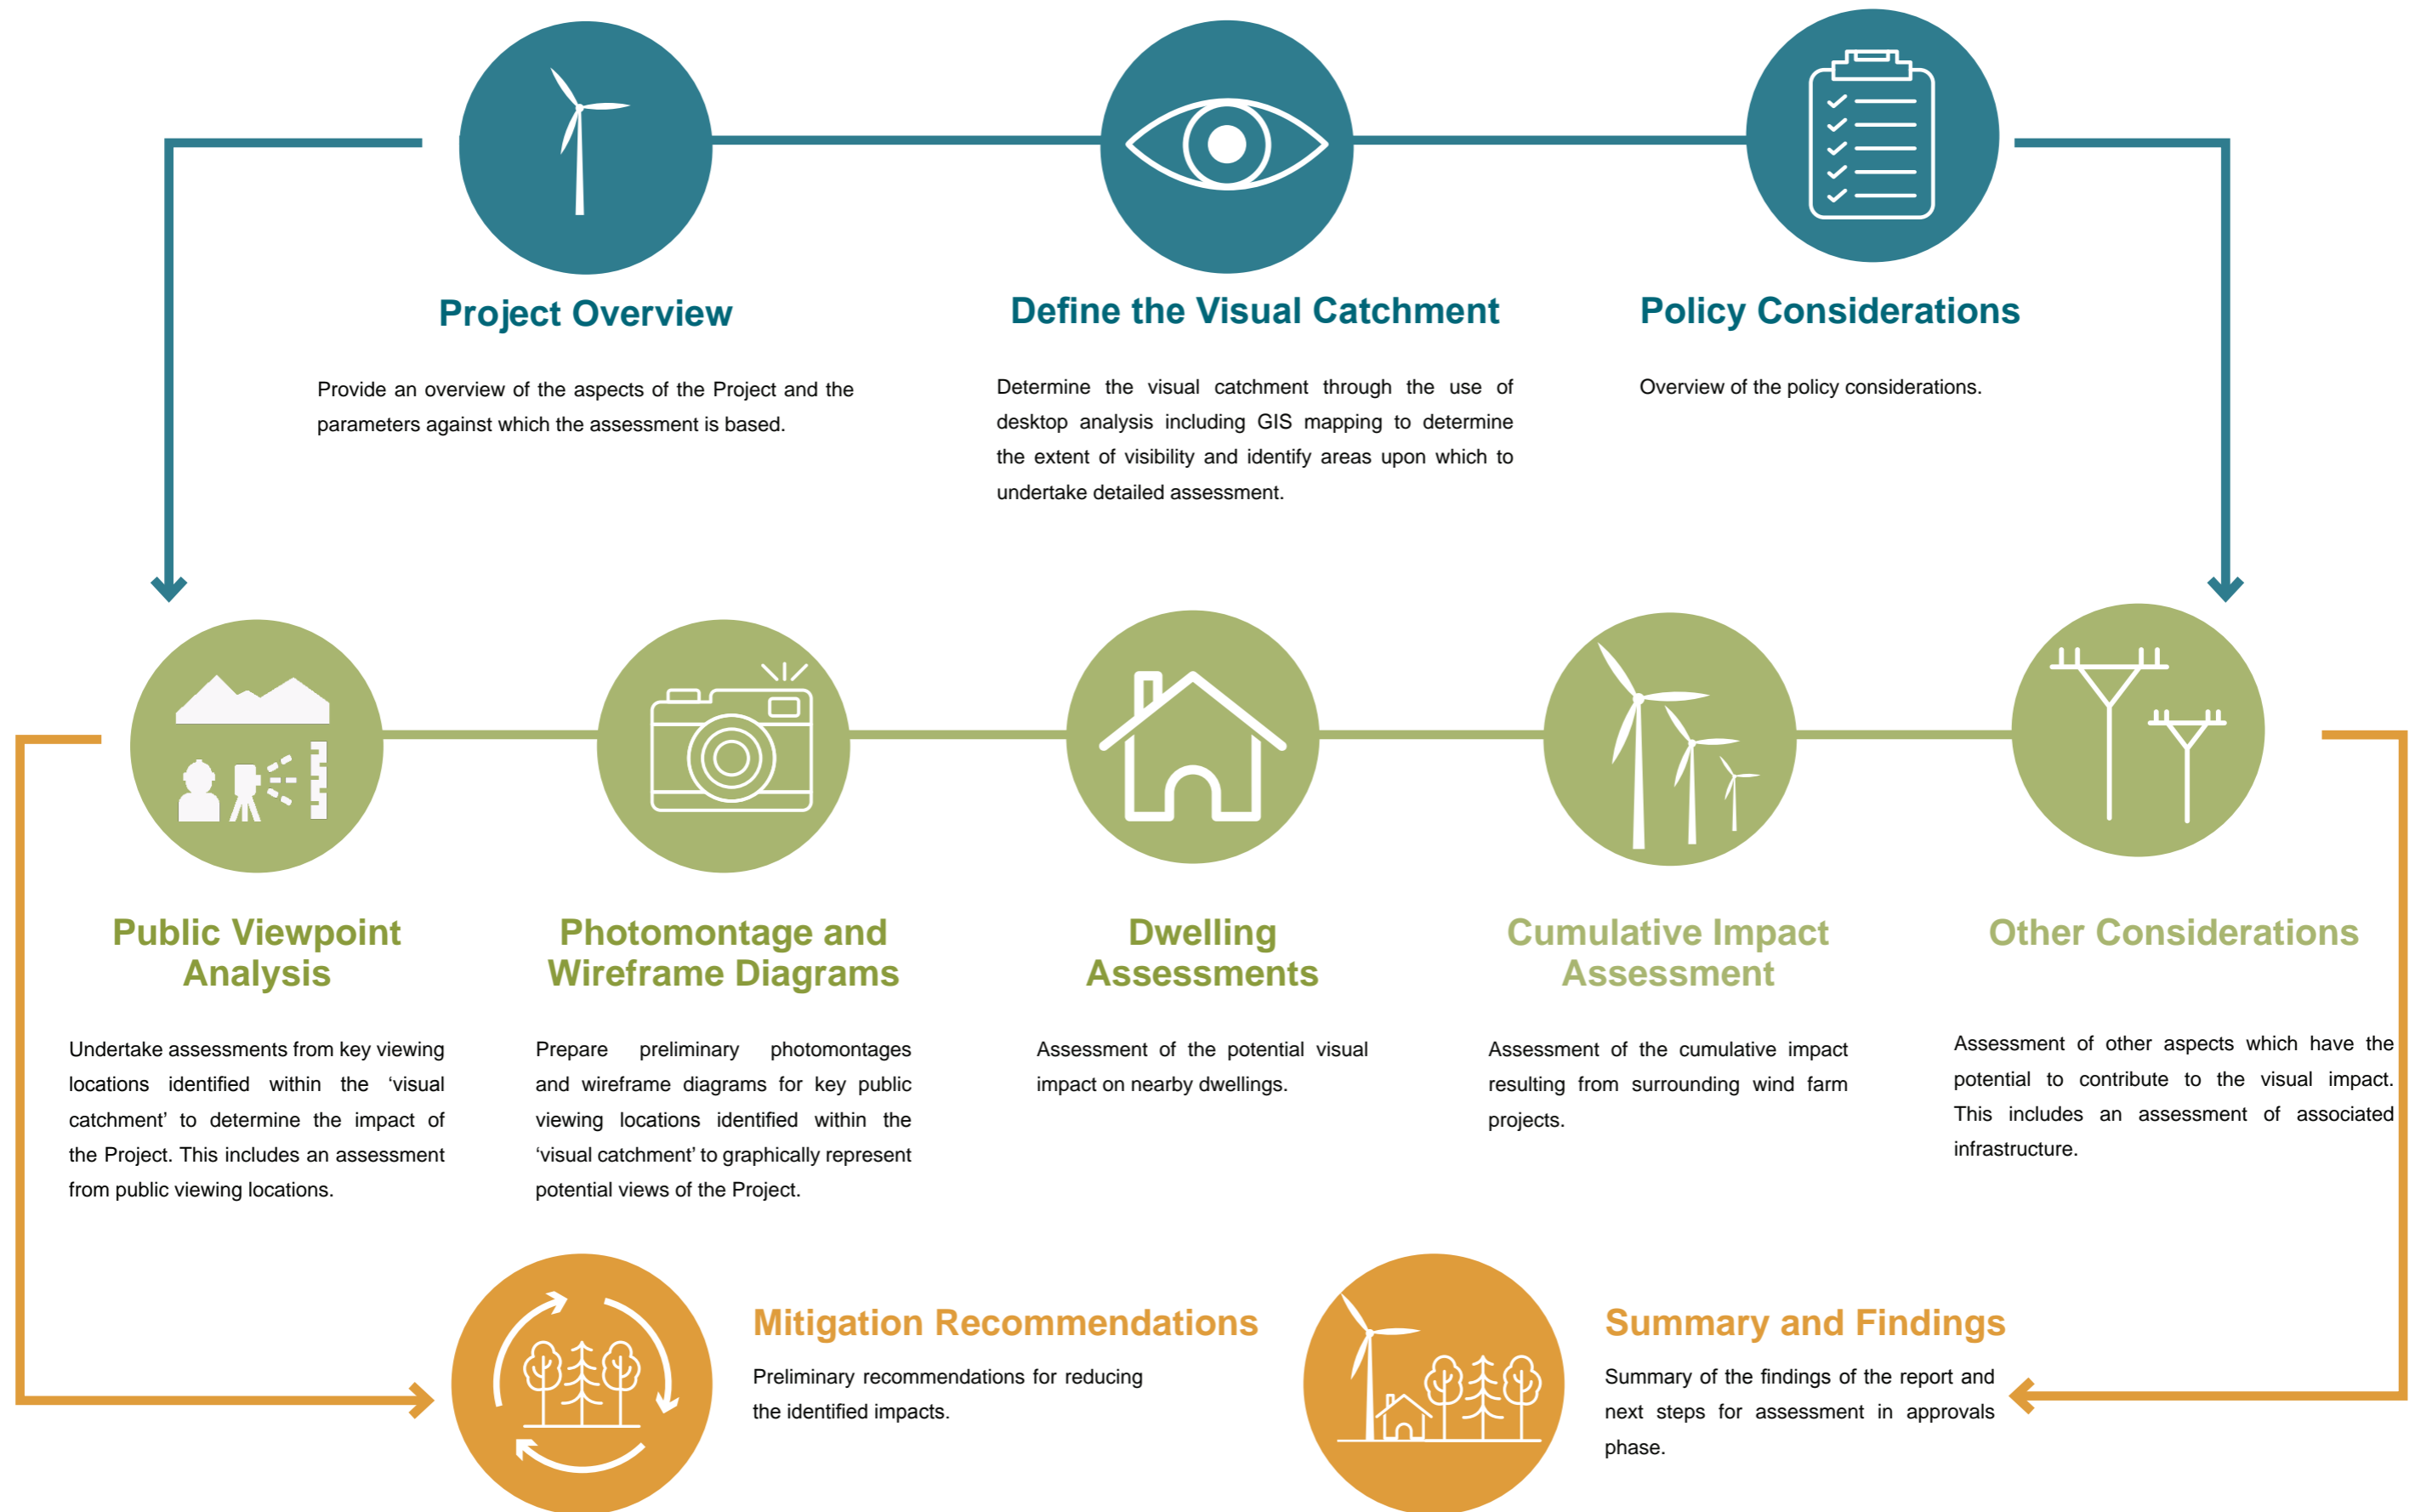 Project Overview
Provide an overview of the aspects of the Project and the
parameters against which the assessment is based.
Define the Visual Catchment
Determine the visual catchment through the use of
desktop analysis including GIS mapping to determine
the extent of visibility and identify areas upon which to
undertake detailed assessment.
Policy Considerations
Overview of the policy considerations.
Public Viewpoint
Analysis
Undertake assessments from key viewing
locations identified within the ‘visual
catchment’ to determine the impact of
the Project. This includes an assessment
from public viewing locations.
Photomontage and
Wireframe Diagrams
Prepare preliminary photomontages
and wireframe diagrams for key public
viewing locations identified within the
‘visual catchment’ to graphically represent
potential views of the Project.
Dwelling
Assessments
Assessment of the potential visual
impact on nearby dwellings.
Cumulative Impact
Assessment
Assessment of the cumulative impact
resulting from surrounding wind farm
projects.
Other Considerations
Assessment of other aspects which have the
potential to contribute to the visual impact.
This includes an assessment of associated
infrastructure.
Mitigation Recommendations
Preliminary recommendations for reducing
the identified impacts.
Summary and Findings
Summary of the findings of the report and
next steps for assessment in approvals
phase.